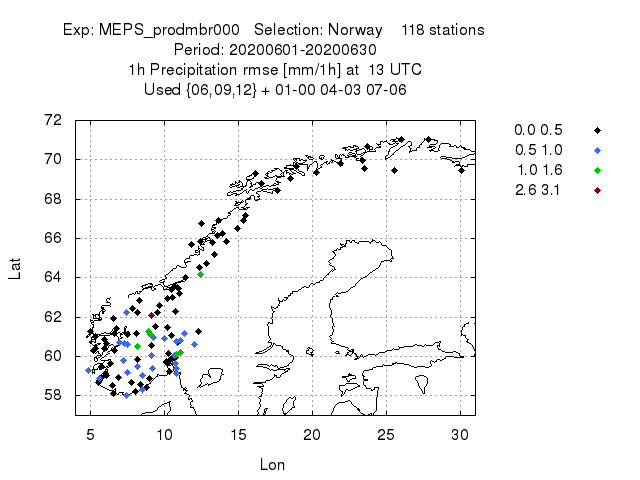 Exp: MEPS_prodmbr000 Selection: Norway 118 stations
Period: 20200601-20200630
1h Precipitation rmse [mm/1h] at 13 UTC
Used {06,09,12} + 01-00 04-03 07-06
0.0 0.5
0.5 1.0
1.0 1.6
2.6 3.1
72
70
68
66
64
62
60
58
Lat
5 10 15 20 25 30
Lon